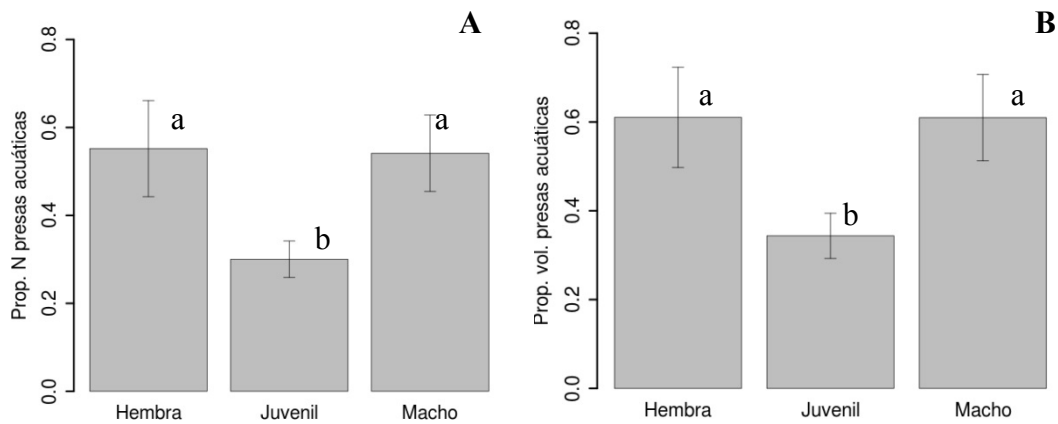 A
Prop. N presas acuáticas
0.8
0.6
0.4
0.2
0.0
a
b
a
Hembra
Juvenil
Macho
B
Prop. vol. presas acuáticas
0.8
0.6
0.4
0.2
0.0
a
b
a
Hembra
Juvenil
Macho